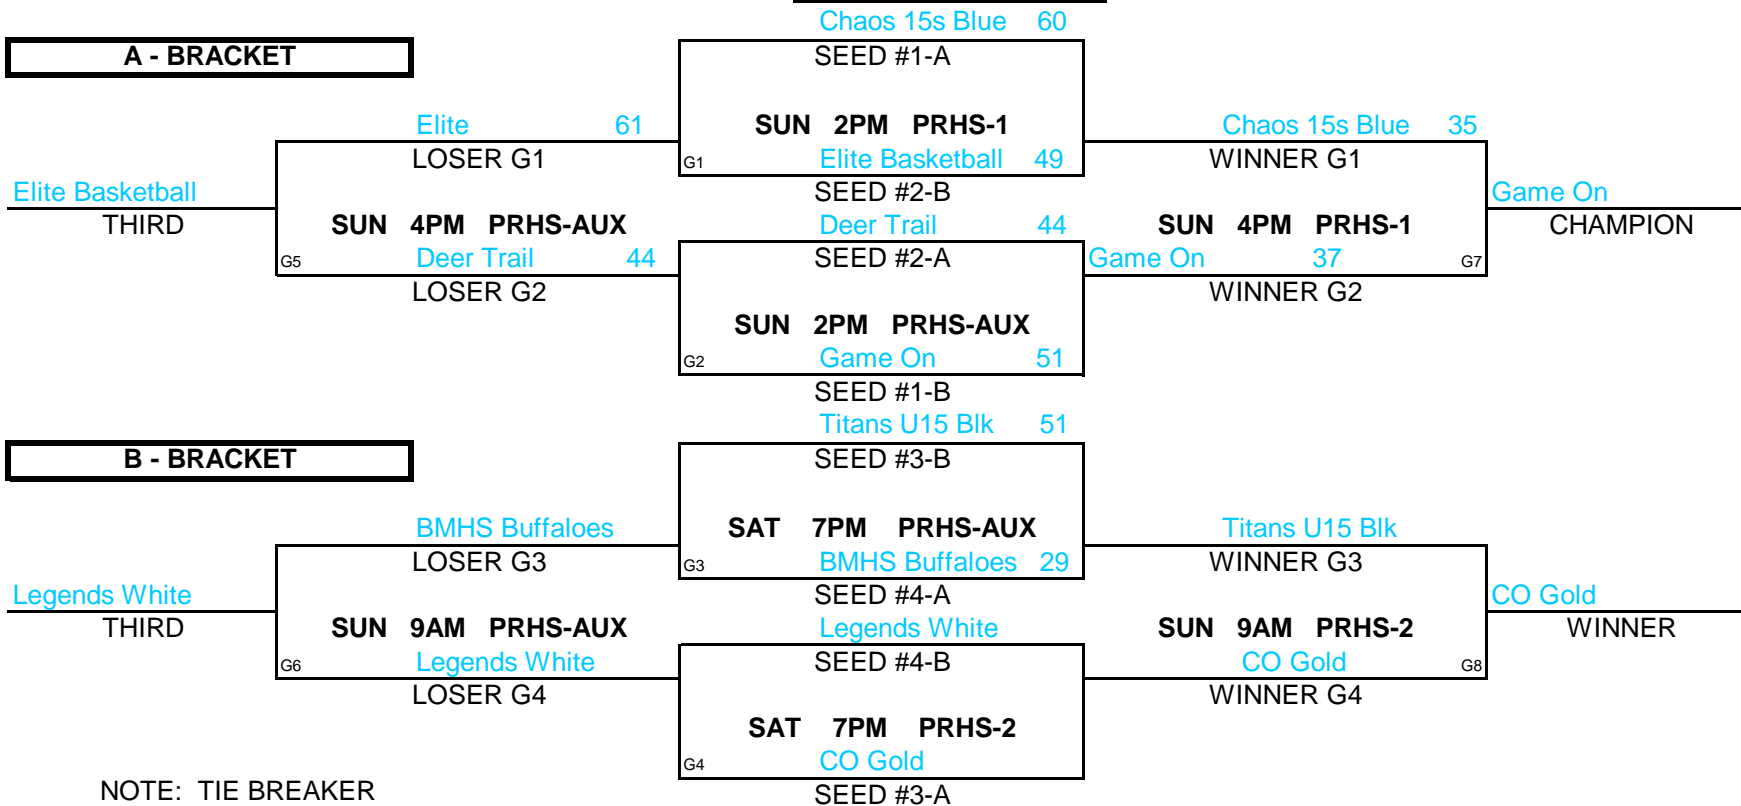 Chaos 15s Blue 60
A - BRACKET
SEED #1-A
Elite 61
SUN 2PM PRHS-1
Chaos 15s Blue 35
LOSER G1
G1
Elite Basketball 49
WINNER G1
Elite Basketball
SEED #2-B
Game On
THIRD
SUN 4PM PRHS-AUX
Deer Trail 44
SUN 4PM PRHS-1
CHAMPION
G5
Deer Trail 44
SEED #2-A
Game On 37
G7
LOSER G2
WINNER G2
SUN 2PM PRHS-AUX
G2
Game On 51
SEED #1-B
Titans U15 Blk 51
B - BRACKET
SEED #3-B
BMHS Buffaloes
SAT 7PM PRHS-AUX
Titans U15 Blk
LOSER G3
G3
BMHS Buffaloes 29
WINNER G3
Legends White
SEED #4-A
CO Gold
THIRD
SUN 9AM PRHS-AUX
Legends White
SUN 9AM PRHS-2
WINNER
G6
Legends White
SEED #4-B
CO Gold
G8
LOSER G4
WINNER G4
SAT 7PM PRHS-2
G4
CO Gold
NOTE: TIE BREAKER
SEED #3-A